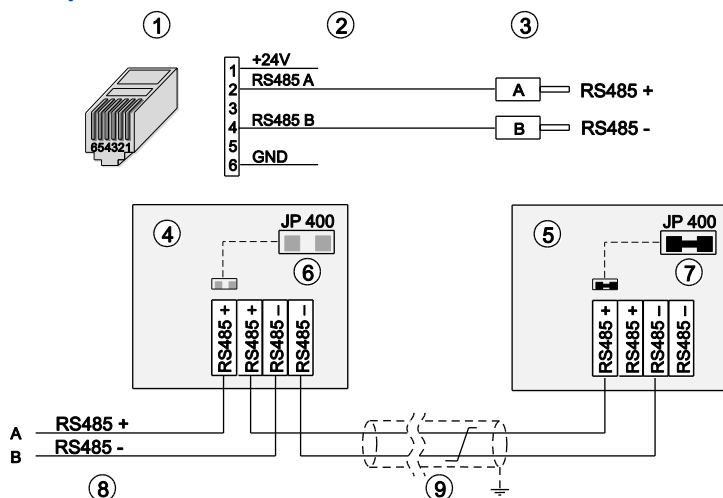 1 2 3
+24V
1
RS485 A
2
A RS485 +
3
RS485 B
4
B RS485 -
5
GND
6
654321
4 JP 400
6
RS485 + RS485 + RS485 - RS485 -
5 JP 400
7
RS485 + RS485 + RS485 - RS485 -
A RS485 +
B RS485 -
8 9